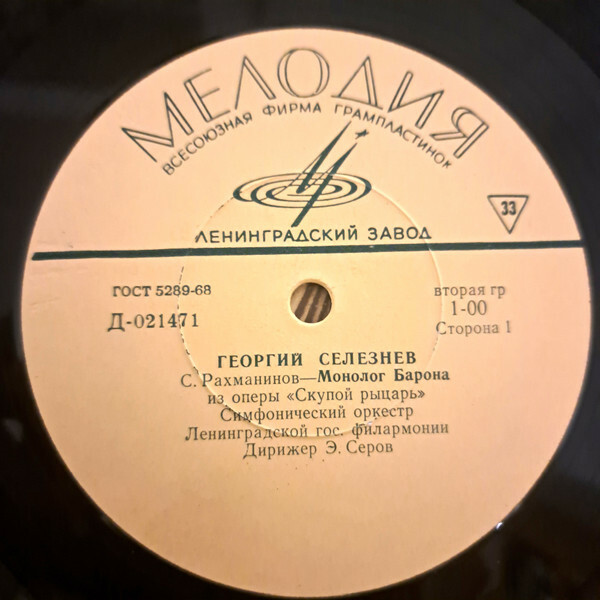 МЕЛОДИЯ
ВСЕСОЮЗНАЯ ФИРМА ГРАМПЛАСТИНОК
33
ЛЕНИНГРАДСКИЙ ЗАВОД
ГОСТ 5289-68
вторая гр
Д-021471
1-00
Сторона 1
ГЕОРГИЙ СЕЛЕЗНЕВ
С. Рахманинов—Монолог Барона
из оперы «Скупой рыцарь»
Симфонический оркестр
Ленинградской гос. филармонии
Дирижер Э. Серов